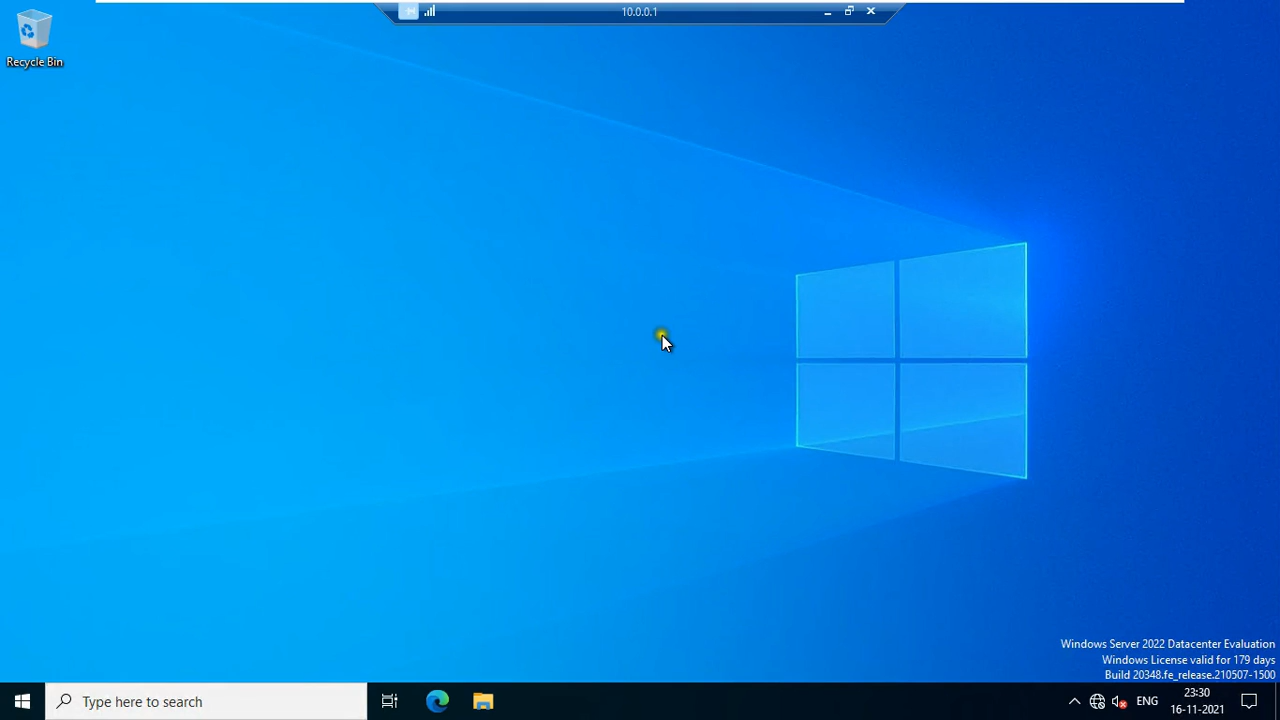 10.0.0.1
Recycle Bin
Windows Server 2022 Datacenter Evaluation
Windows License valid for 179 days
Build 20348.fe_release.210507-1500
Type here to search
ENG
23:30
16-11-2021